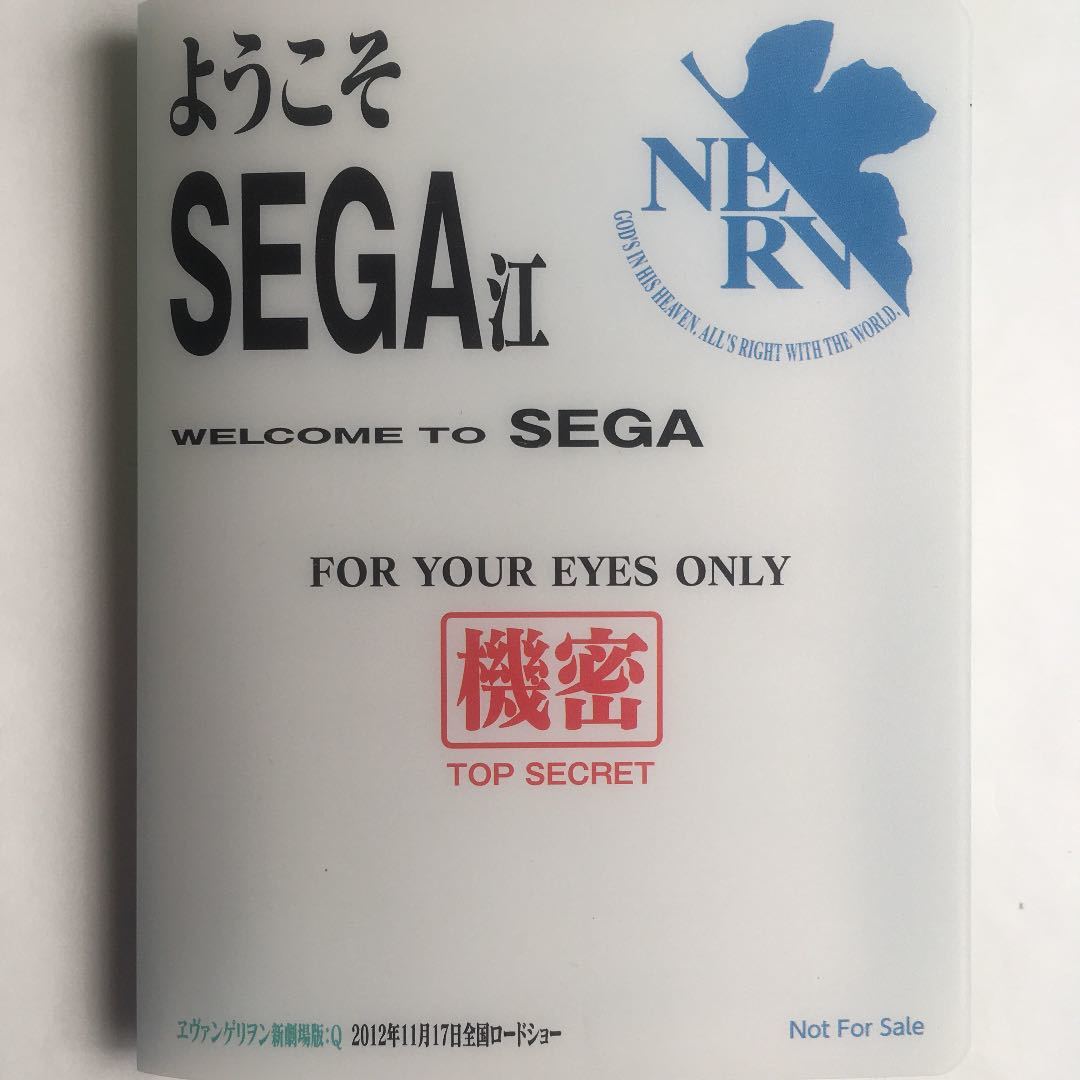 ようこそ
SEGA江
NERV
GOD'S IN HIS HEAVEN. ALL'S RIGHT WITH THE WORLD.
WELCOME TO SEGA
FOR YOUR EYES ONLY
機密
TOP SECRET
ヱヴァンゲリヲン新劇場版:Q 2012年11月17日全国ロードショー
Not For Sale